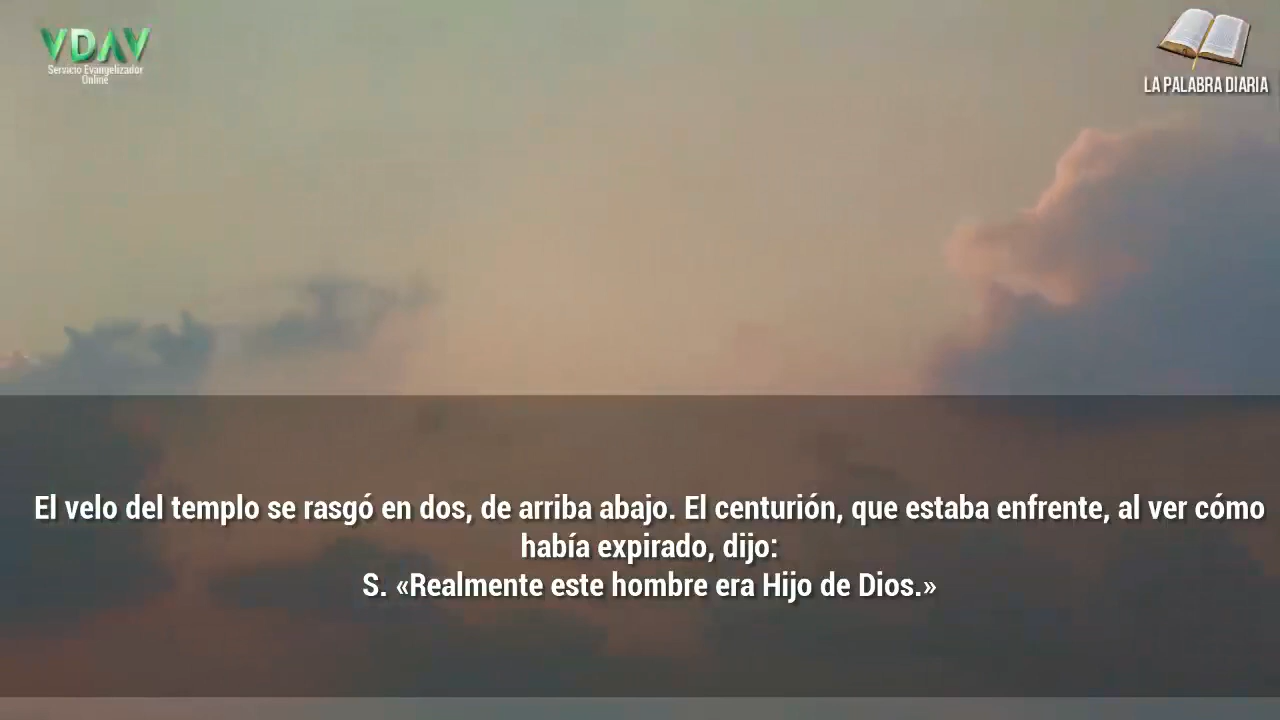 VDAV
Servicio Evangelizador
Online
LA PALABRA DIARIA
El velo del templo se rasgó en dos, de arriba abajo. El centurión, que estaba enfrente, al ver cómo
había expirado, dijo:
S. «Realmente este hombre era Hijo de Dios.»